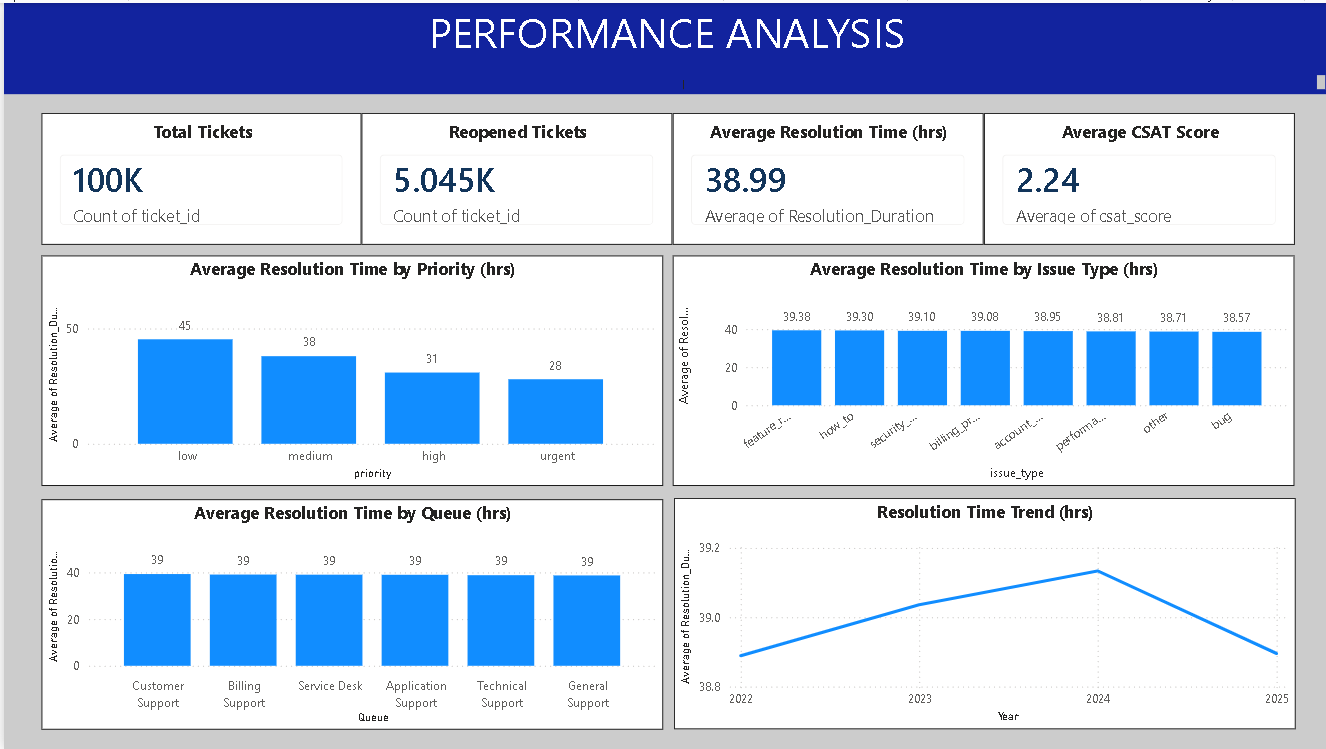 PERFORMANCE ANALYSIS
Total Tickets
100K
Count of ticket_id
Reopened Tickets
5.045K
Count of ticket_id
Average Resolution Time (hrs)
38.99
Average of Resolution_Duration
Average CSAT Score
2.24
Average of csat_score
Average Resolution Time by Priority (hrs)
Average of Resolution_Du...
50
0
45
38
31
28
low
medium
high
urgent
priority
Average Resolution Time by Issue Type (hrs)
Average of Resol...
40
20
0
39.38
39.30
39.10
39.08
38.95
38.81
38.71
38.57
feature_r...
how_to
security_...
billing_pr...
account_...
performa...
other
bug
issue_type
Average Resolution Time by Queue (hrs)
Average of Resolutio...
40
20
0
39
39
39
39
39
39
Customer
Support
Billing
Support
Service Desk
Application
Support
Technical
Support
General
Support
Queue
Resolution Time Trend (hrs)
Average of Resolution_Du...
39.2
39.0
38.8
2022
2023
2024
2025
Year